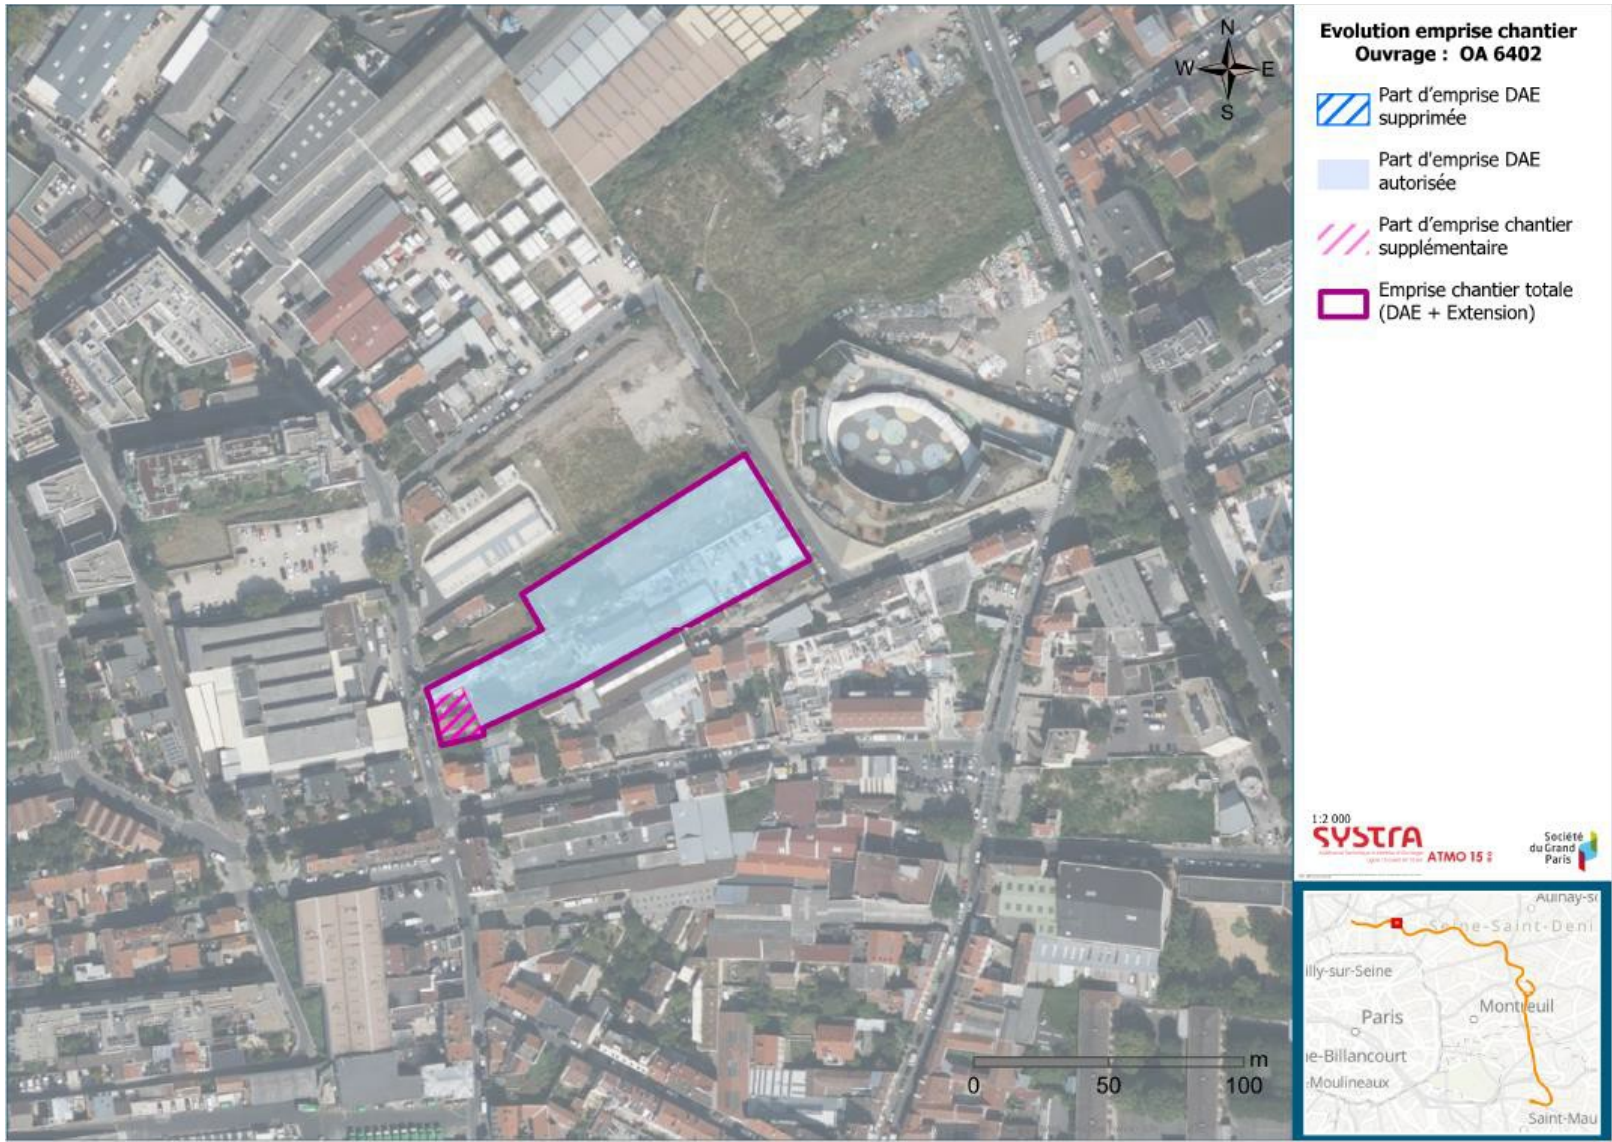 Evolution emprise chantier
Ouvrage : OA 6402
N
W
E
S
Part d’emprise DAE
supprimée
Part d'emprise DAE
autorisée
Part d’emprise chantier
supplémentaire
Emprise chantier totale
(DAE + Extension)
1:2 000
SYSTRA
ATMO 15
Société
du Grand
Paris
Aulnay-s
Seine-Saint-Deni
illy-sur-Seine
Montreuil
Paris
ne-Billancourt
-Moulineaux
Saint-Mau
m
0
50
100